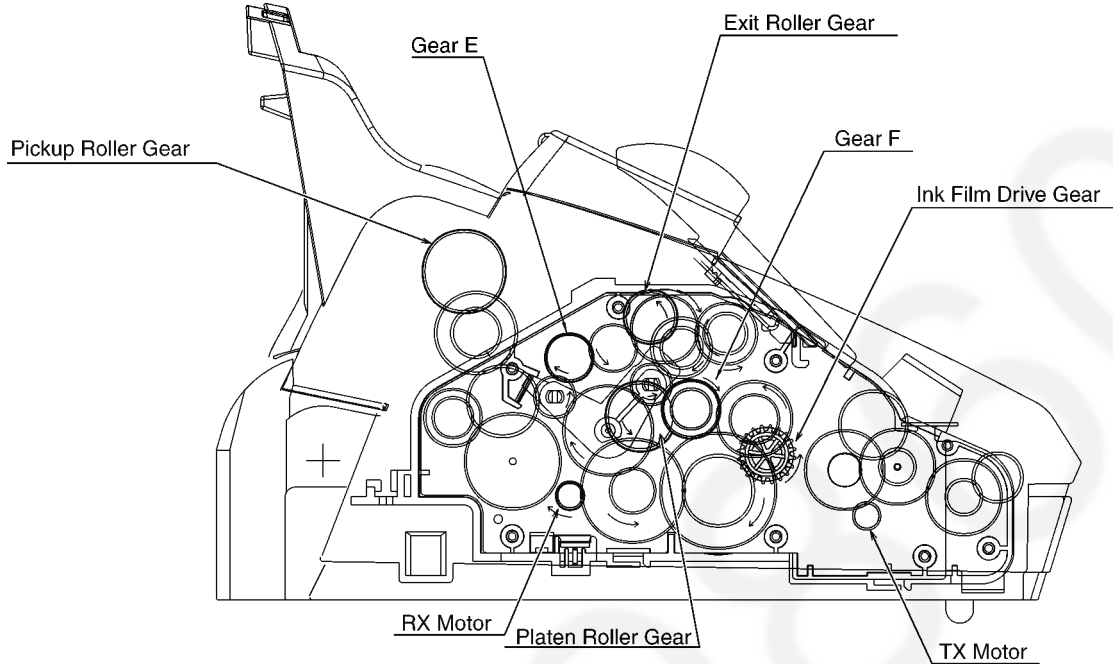 Exit Roller Gear
Gear E
Pickup Roller Gear
Gear F
Ink Film Drive Gear
RX Motor
Platen Roller Gear
TX Motor